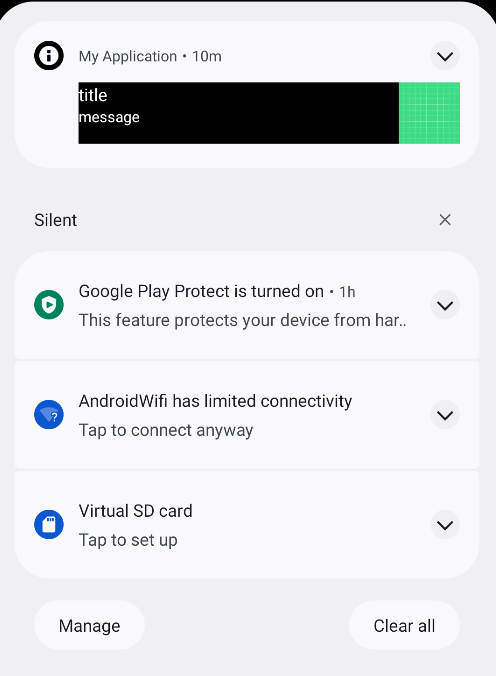 My Application • 10m
title
message
Silent
Google Play Protect is turned on • 1h
This feature protects your device from har..
AndroidWifi has limited connectivity
Tap to connect anyway
Virtual SD card
Tap to set up
Manage
Clear all